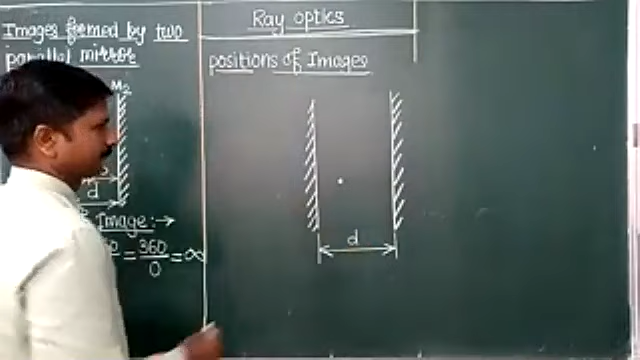 Images formed by two
parallel mirror
M2
d
Image:→
= 360/0 = ∞
Ray optics
positions of Images
d